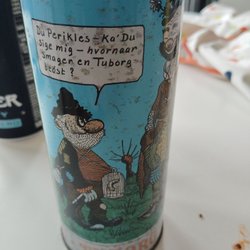 Du Perikles – Ka' Du
sige mig – hvornaar
Smager en Tuborg
bedst?